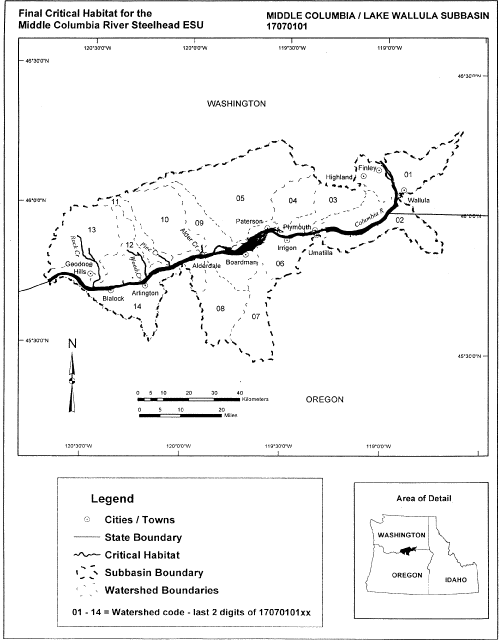 Final Critical Habitat for the
Middle Columbia River Steelhead ESU
MIDDLE COLUMBIA / LAKE WALLULA SUBBASIN
17070101
120°30'0"W
120°0'0"W
119°30'0"W
119°0'0"W
46°30'0"N
46°30'0"N
WASHINGTON
Finley
01
Highland
05
04
03
Wallula
11
46°0'0"N
46°0'0"N
10
09
Paterson
Plymouth
Columbia R
02
13
Rock Cr
12
Pine Cr
Alder Cr
Irrigon
Umatilla
Geodnoe
Hills
Alderdale
Boardman
06
Blalock
Arlington
14
08
07
45°30'0"N
45°30'0"N
N
0 5 10 20 30 40
Kilometers
0 5 10 20
Miles
OREGON
120°30'0"W
120°0'0"W
119°30'0"W
119°0'0"W
Legend
Cities / Towns
State Boundary
Critical Habitat
Subbasin Boundary
Watershed Boundaries
01 - 14 = Watershed code - last 2 digits of 17070101xx
Area of Detail
WASHINGTON
OREGON
IDAHO